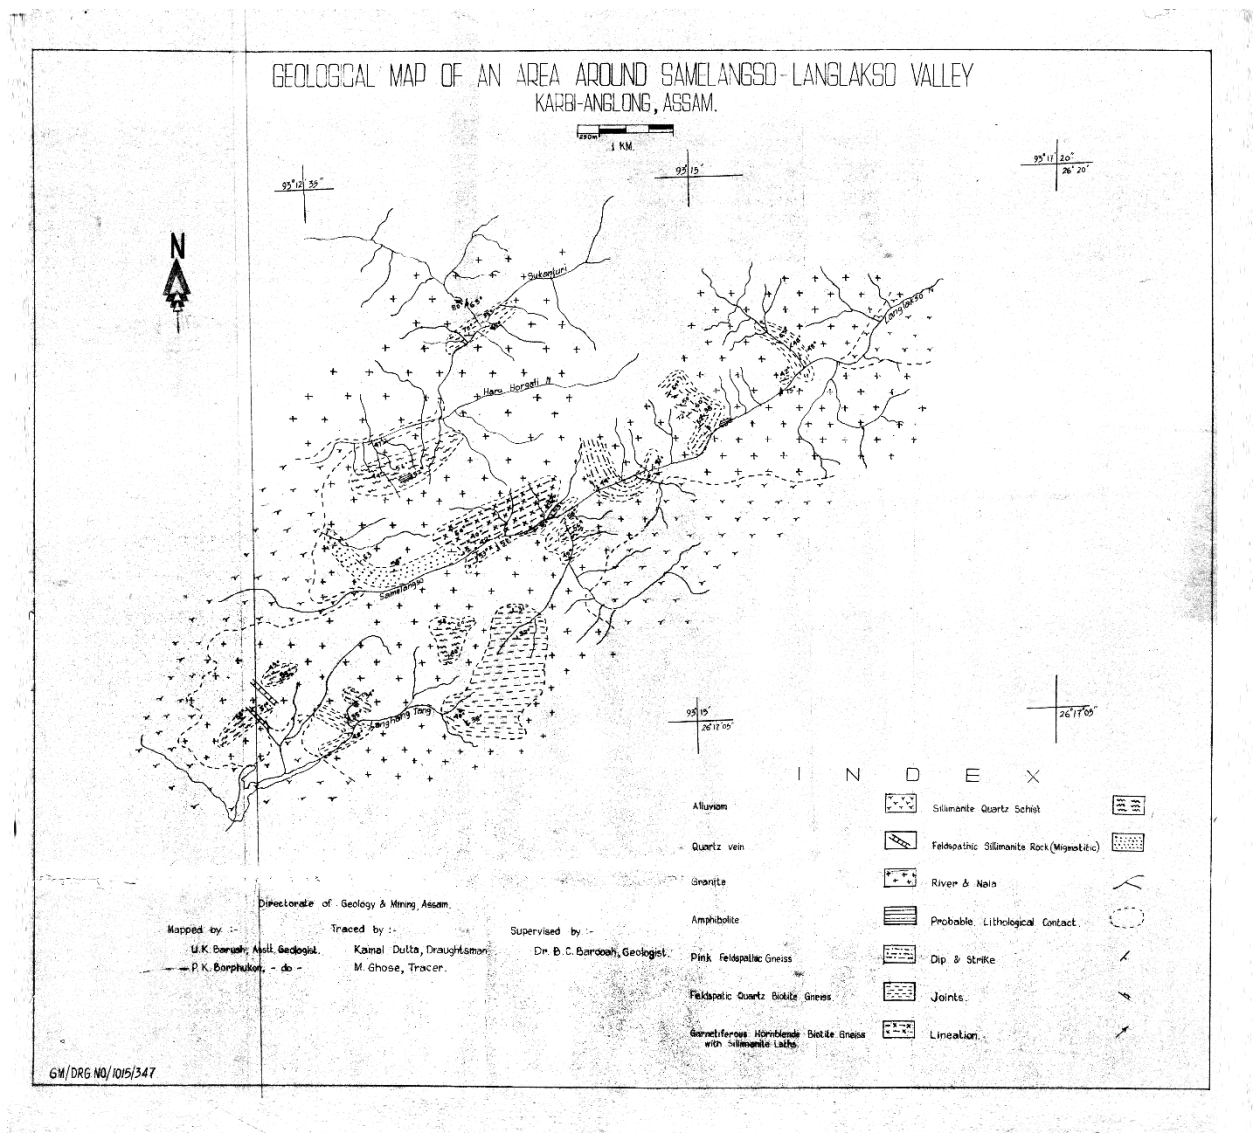 GEOLOGICAL MAP OF AN AREA AROUND SAMELANGSO-LANGLAKSO VALLEY
KARBI-ANGLONG, ASSAM.
250m
1 KM.
93° 12' 35"
93° 15'
93° 17' 20"
26° 20'
N
Sukanjuri
Langlakso N
Haru Horgati N
Samelangso
Langhang Tang
93° 15'
26° 17' 05"
26° 17' 05"
INDEX
Alluvium
Sillimanite Quartz Schist
Quartz vein
Feldspathic Sillimanite Rock (Migmatitic)
Granite
River & Nala
Amphibolite
Probable Lithological Contact.
Pink Feldspathic Gneiss
Dip & Strike
Feldspatic Quartz Biotite Gneiss
Joints.
Garnetiferous Hornblende Biotite Gneiss
with Sillimanite Laths
Lineation.
Directorate of Geology & Mining, Assam.
Mapped by :- Traced by :- Supervised by :-
U.K. Baruah, Asstt. Geologist. Kamal Dutta, Draughtsman Dr. B.C. Barooah, Geologist.
P.K. Borphukon, - do - M. Ghose, Tracer.
GM/DRG NO/1015/347